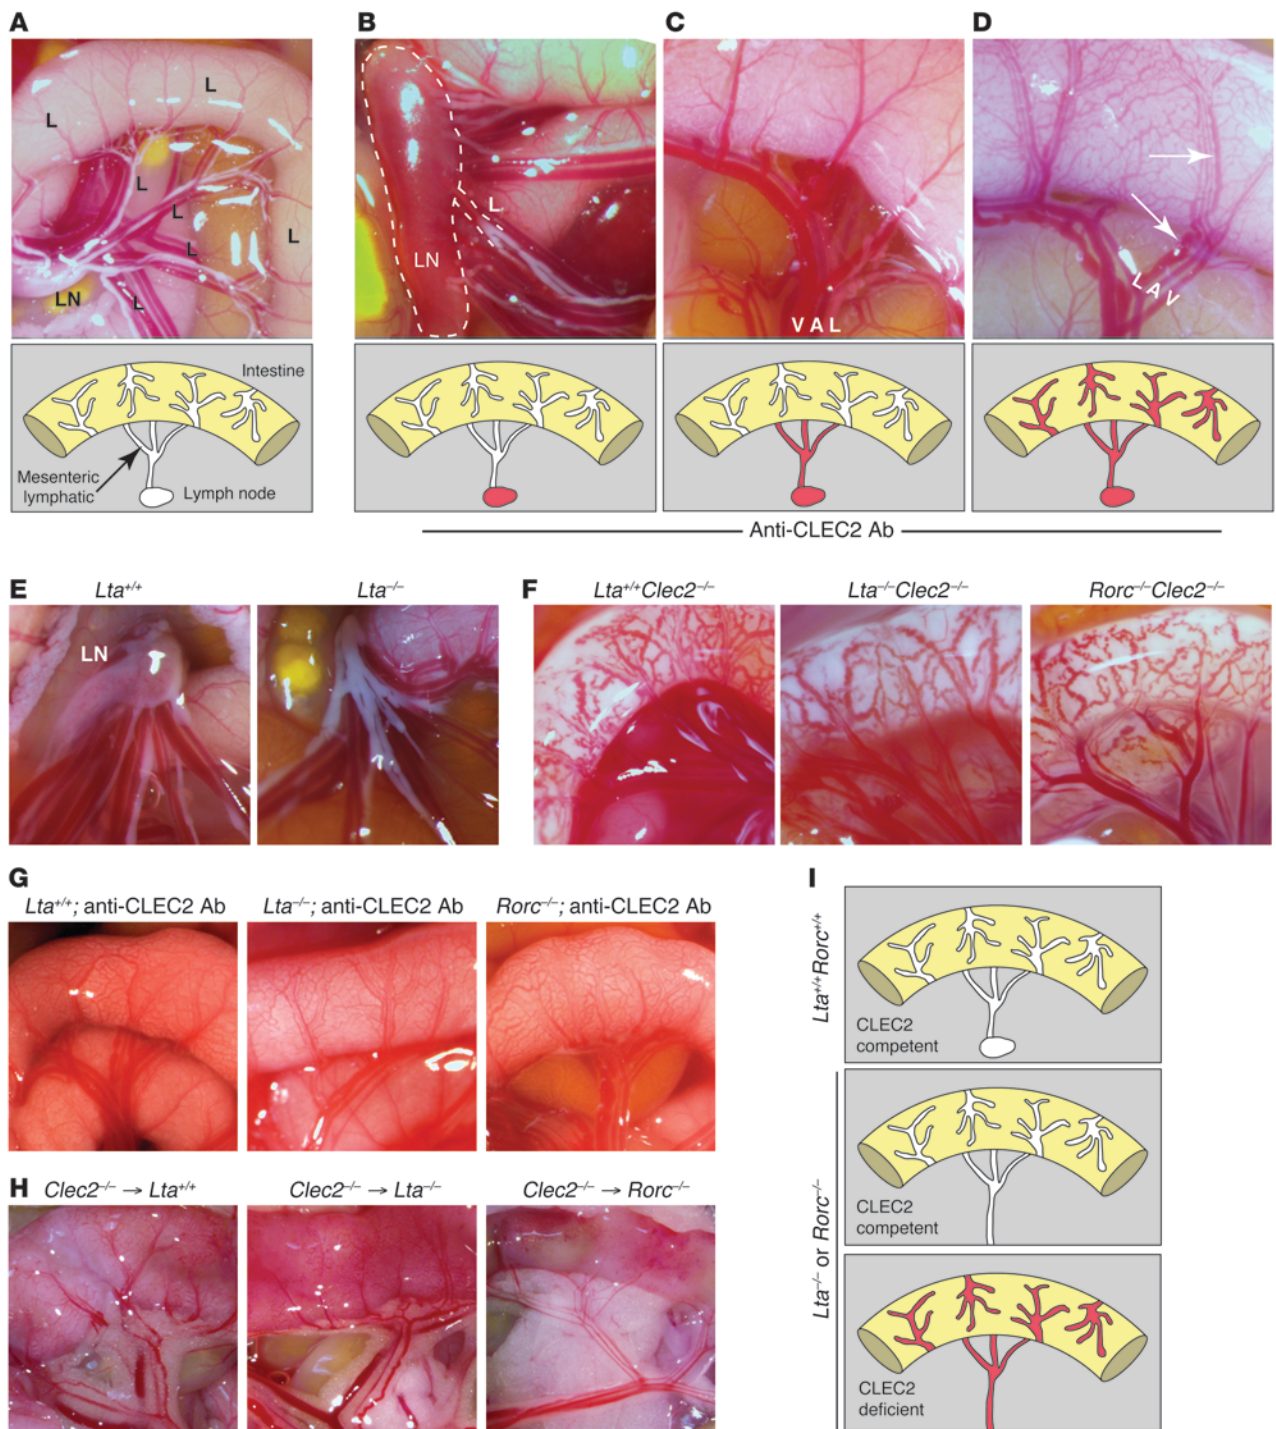 A
B
C
D
L
L
L
L
L
L
L
LN
L
LN
V A L
L A V
Intestine
Mesenteric
lymphatic
Lymph node
Anti-CLEC2 Ab
E
Lta+/+
Lta–/–
LN
F
Lta+/+Clec2–/–
Lta–/–Clec2–/–
Rorc–/–Clec2–/–
G
Lta+/+; anti-CLEC2 Ab
Lta–/–; anti-CLEC2 Ab
Rorc–/–; anti-CLEC2 Ab
H
Clec2–/– → Lta+/+
Clec2–/– → Lta–/–
Clec2–/– → Rorc–/–
I
Lta+/+Rorc+/+
CLEC2
competent
Lta–/– or Rorc–/–
CLEC2
competent
CLEC2
deficient